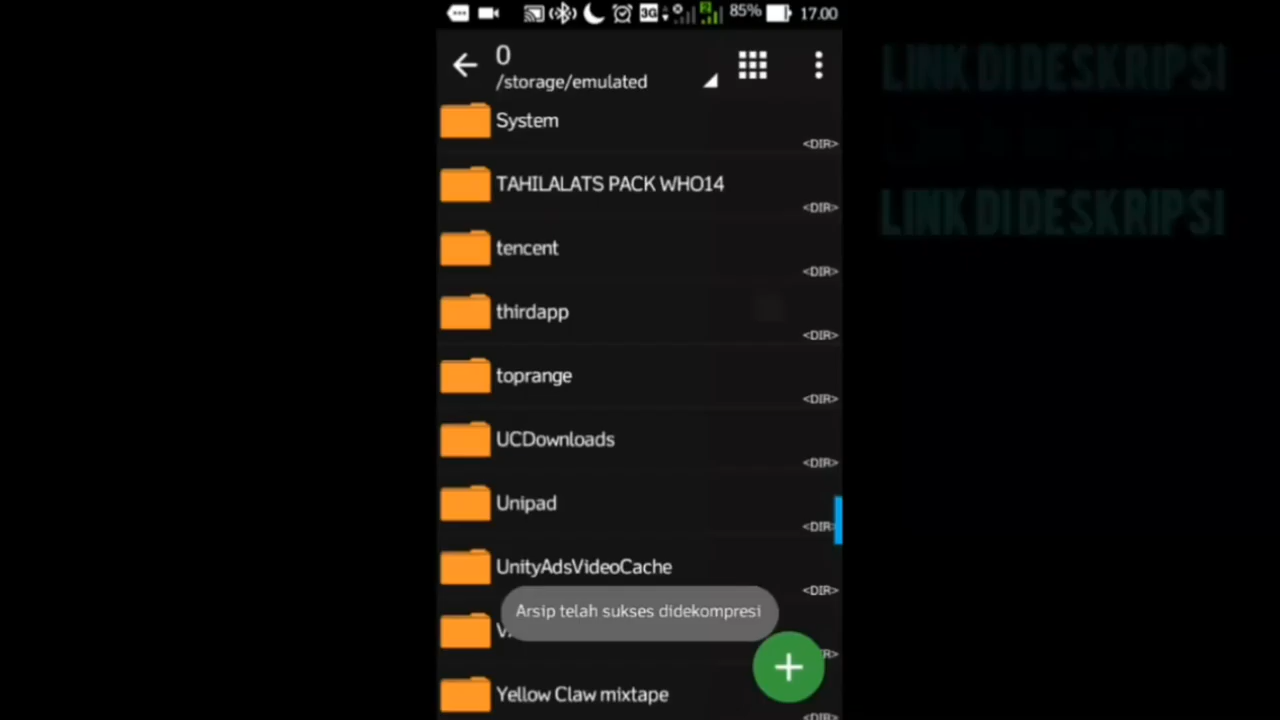 3G
2
85%
17.00
0
/storage/emulated
System
<DIR>
TAHILALATS PACK WHO14
<DIR>
tencent
<DIR>
thirdapp
<DIR>
toprange
<DIR>
UCDownloads
<DIR>
Unipad
<DIR>
UnityAdsVideoCache
<DIR>
Arsip telah sukses didekompresi
Yellow Claw mixtape
<DIR>
LINK DI DESKRIPSI
LINK DI DESKRIPSI